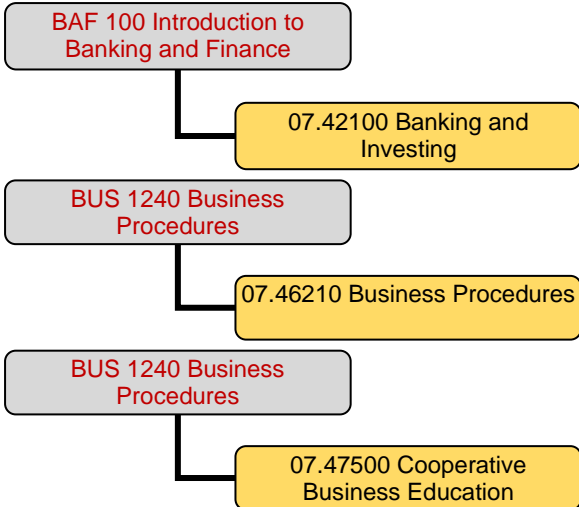 BAF 100 Introduction to
Banking and Finance
07.42100 Banking and
Investing
BUS 1240 Business
Procedures
07.46210 Business Procedures
BUS 1240 Business
Procedures
07.47500 Cooperative
Business Education